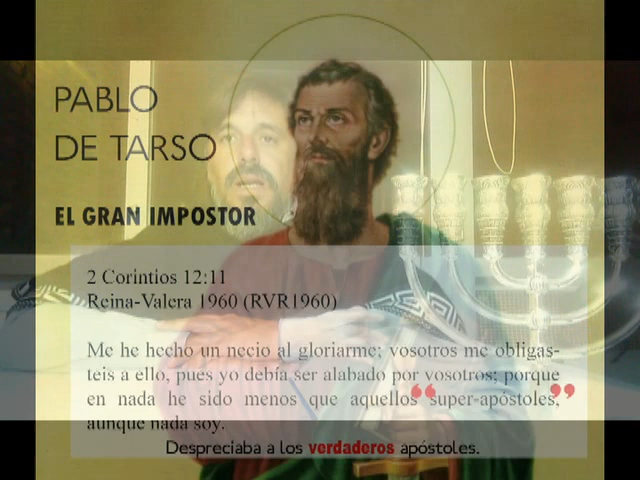 PABLO
DE TARSO
EL GRAN IMPOSTOR
2 Corintios 12:11
Reina-Valera 1960 (RVR1960)
Me he hecho un necio al gloriarme; vosotros me obligas-
teis a ello, pues yo debía ser alabado por vosotros; porque
en nada he sido menos que aquellos “super-apóstoles,”
aunque nada soy.
Despreciaba a los verdaderos apóstoles.